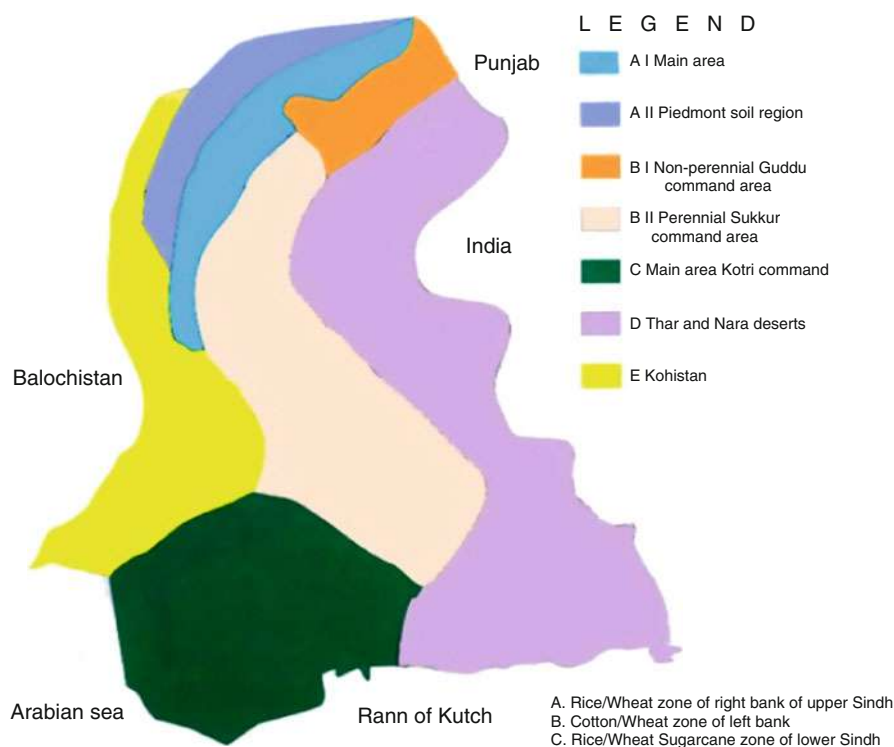 L E G E N D
A I Main area
A II Piedmont soil region
B I Non-perennial Guddu
command area
B II Perennial Sukkur
command area
C Main area Kotri command
D Thar and Nara deserts
E Kohistan
Punjab
India
Balochistan
Arabian sea
Rann of Kutch
A. Rice/Wheat zone of right bank of upper Sindh
B. Cotton/Wheat zone of left bank
C. Rice/Wheat Sugarcane zone of lower Sindh